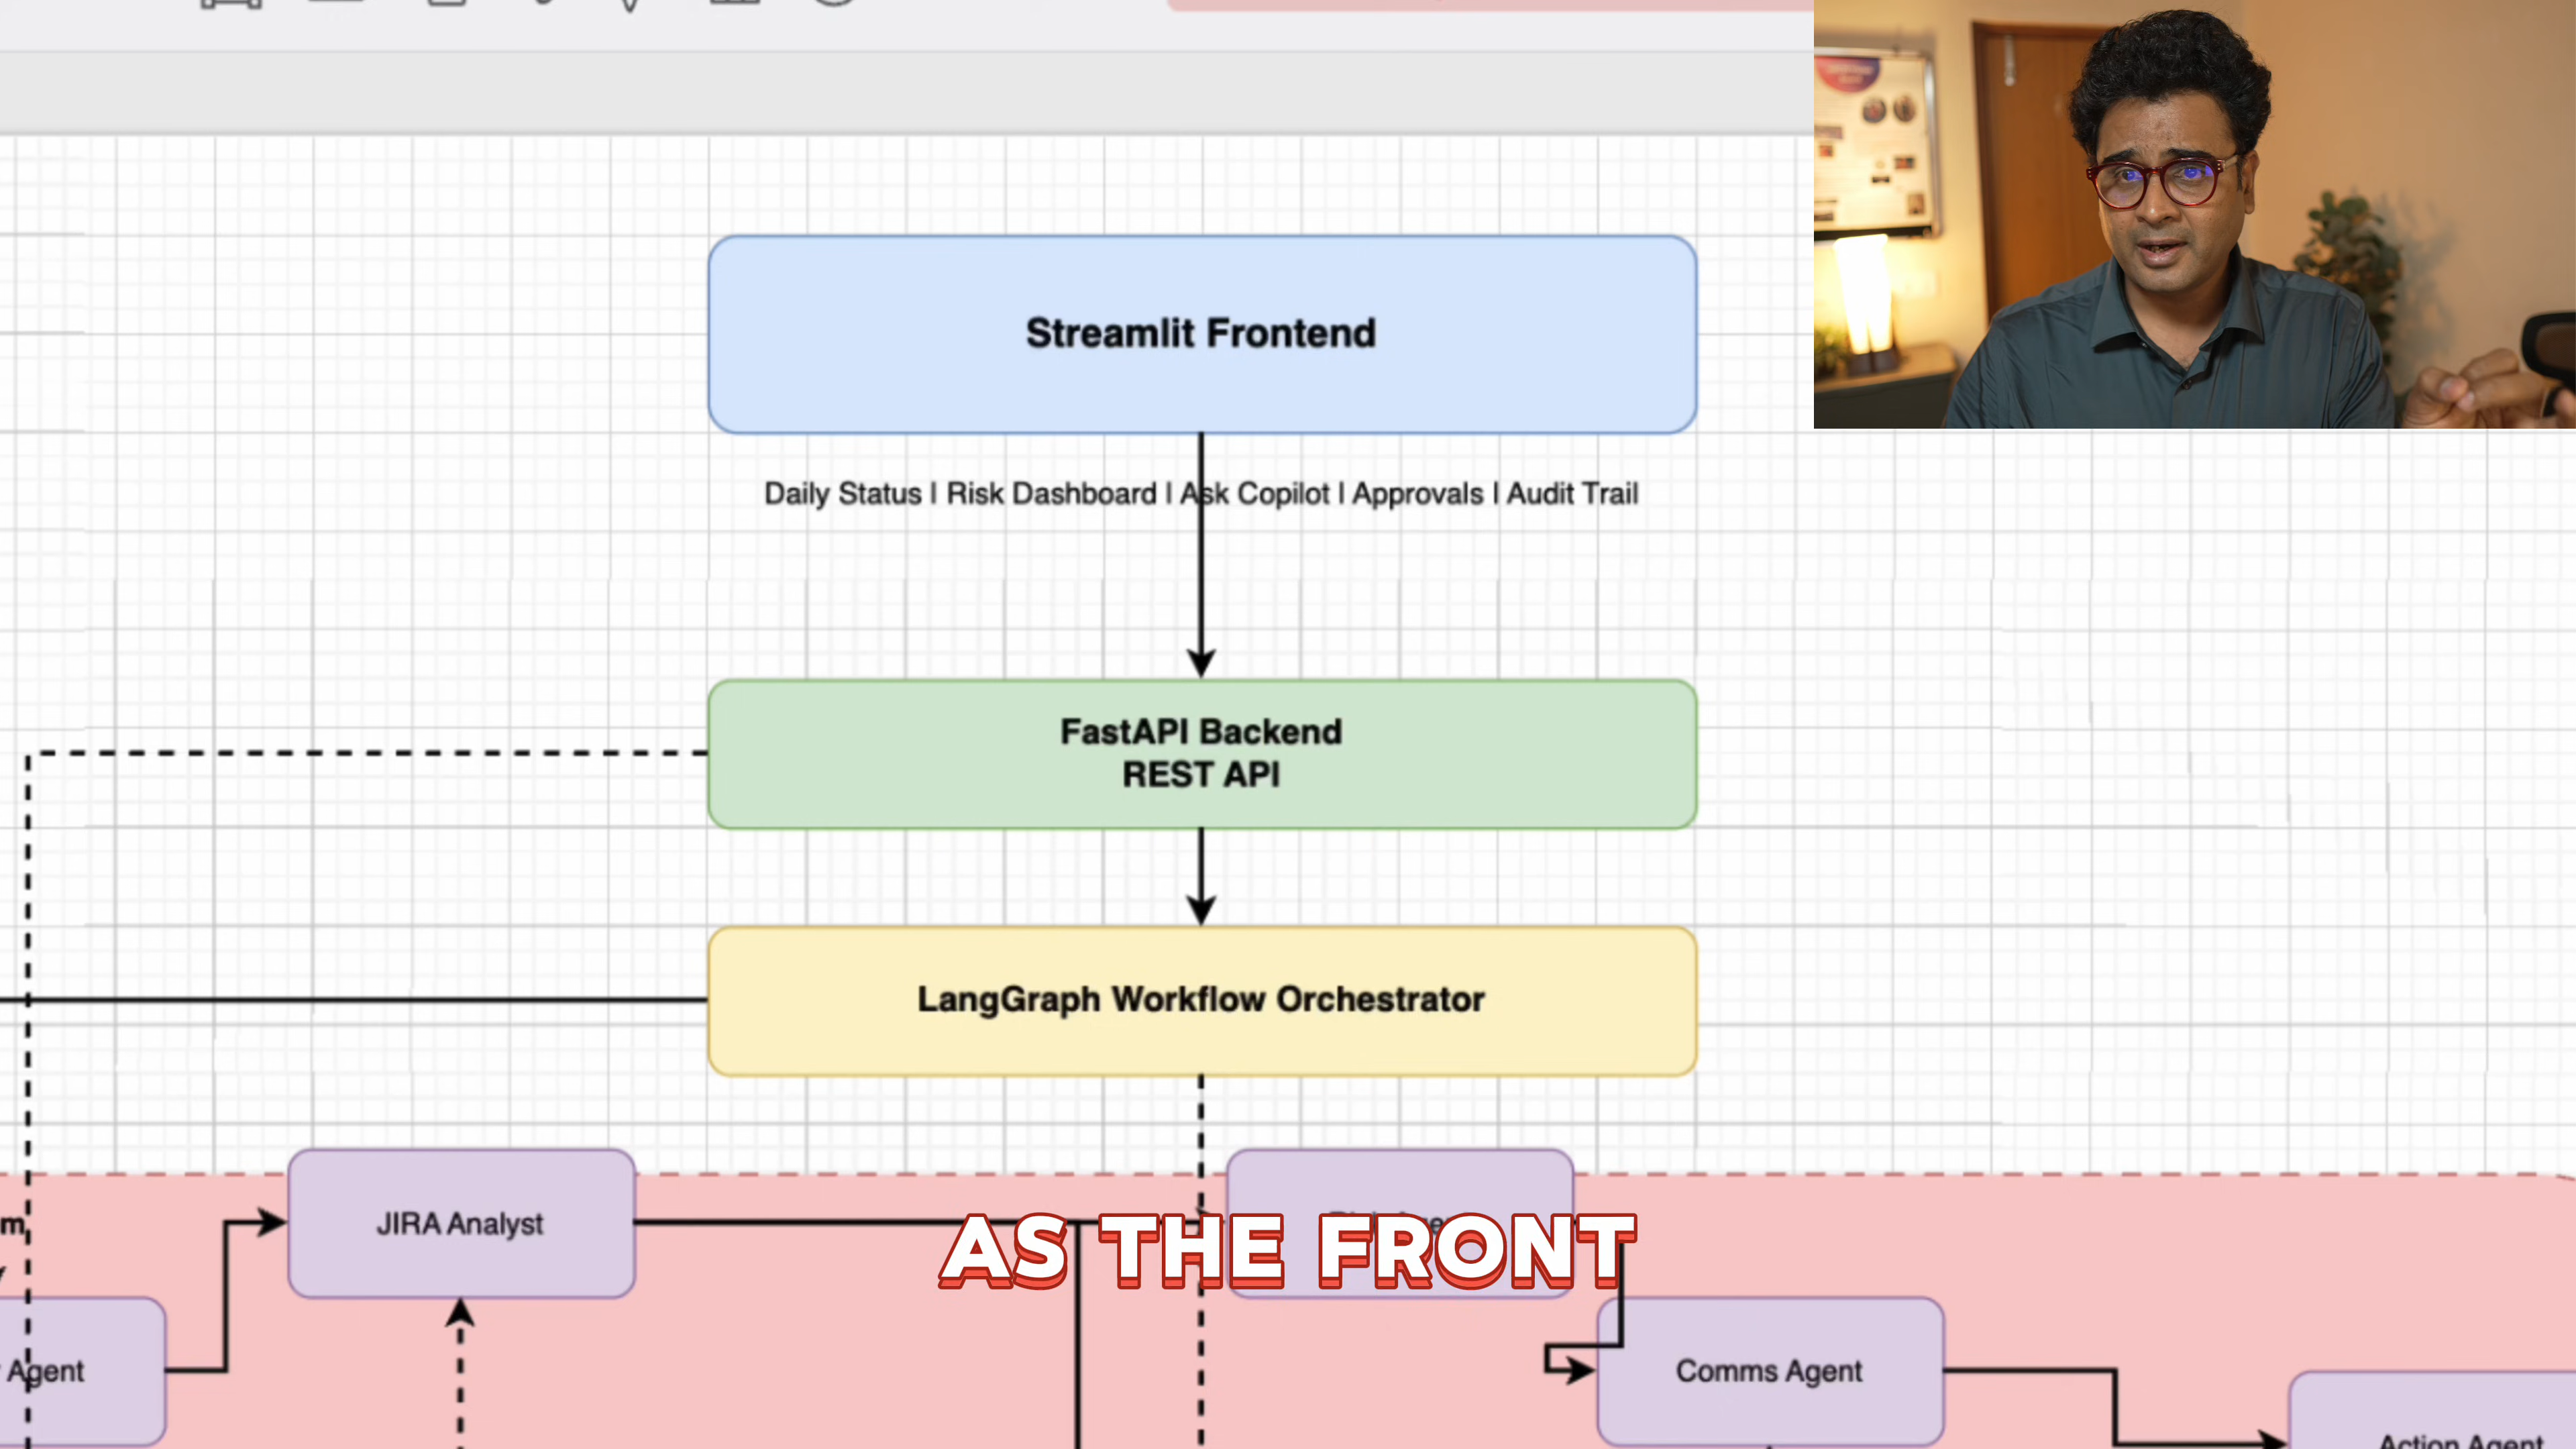 Streamlit Frontend
Daily Status | Risk Dashboard | Ask Copilot | Approvals | Audit Trail
FastAPI Backend
REST API
LangGraph Workflow Orchestrator
JIRA Analyst
AS THE FRONT
Agent
Comms Agent
Action Agent